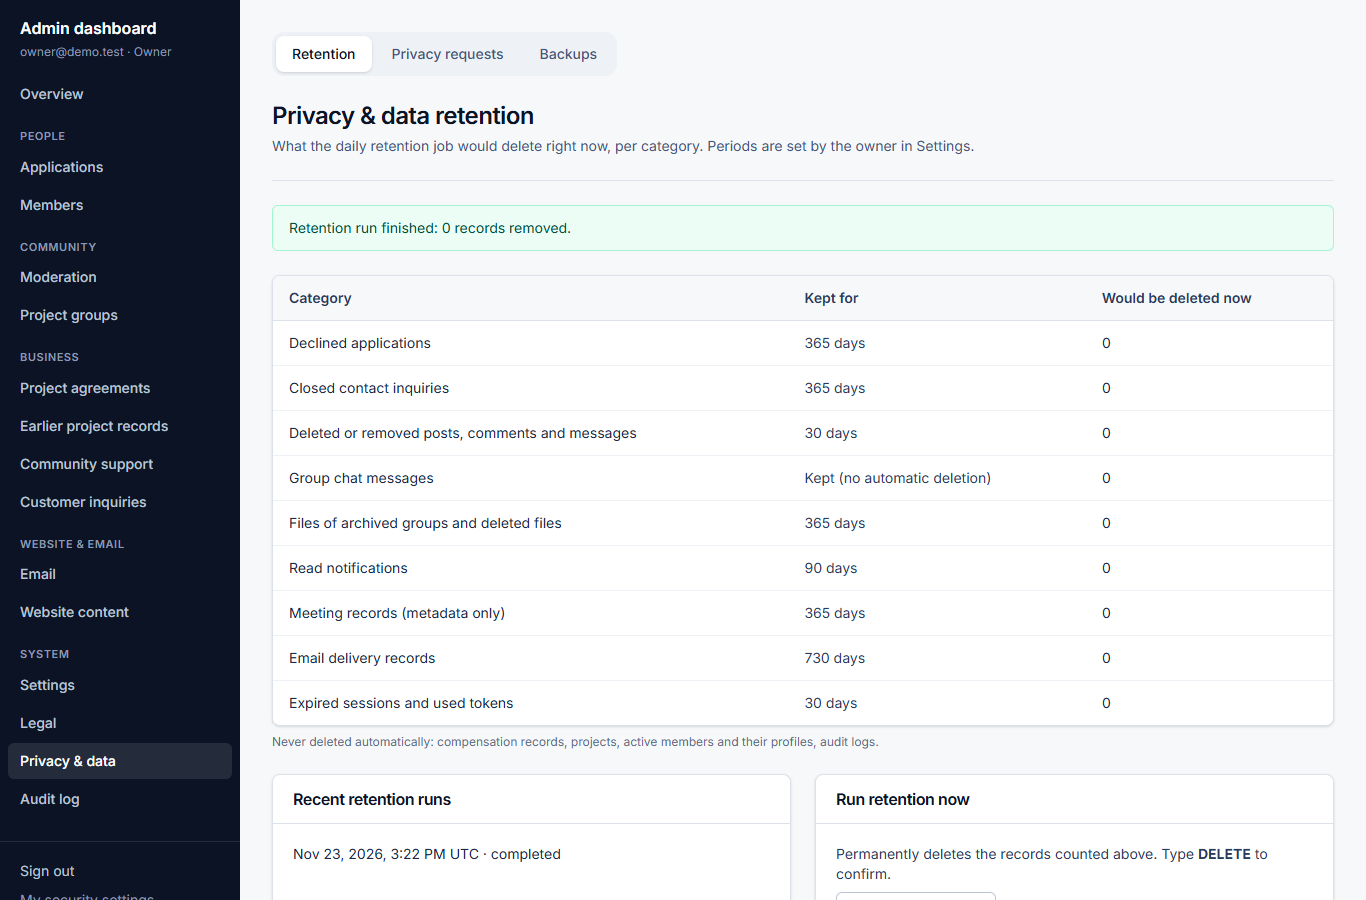 Admin dashboard
owner@demo.test · Owner
Overview
PEOPLE
Applications
Members
COMMUNITY
Moderation
Project groups
BUSINESS
Project agreements
Earlier project records
Community support
Customer inquiries
WEBSITE & EMAIL
Email
Website content
SYSTEM
Settings
Legal
Privacy & data
Audit log
Sign out
My security settings
Retention Privacy requests Backups
Privacy & data retention
What the daily retention job would delete right now, per category. Periods are set by the owner in Settings.
Retention run finished: 0 records removed.
Category Kept for Would be deleted now
Declined applications 365 days 0
Closed contact inquiries 365 days 0
Deleted or removed posts, comments and messages 30 days 0
Group chat messages Kept (no automatic deletion) 0
Files of archived groups and deleted files 365 days 0
Read notifications 90 days 0
Meeting records (metadata only) 365 days 0
Email delivery records 730 days 0
Expired sessions and used tokens 30 days 0
Never deleted automatically: compensation records, projects, active members and their profiles, audit logs.
Recent retention runs
Nov 23, 2026, 3:22 PM UTC · completed
Run retention now
Permanently deletes the records counted above. Type DELETE to
confirm.